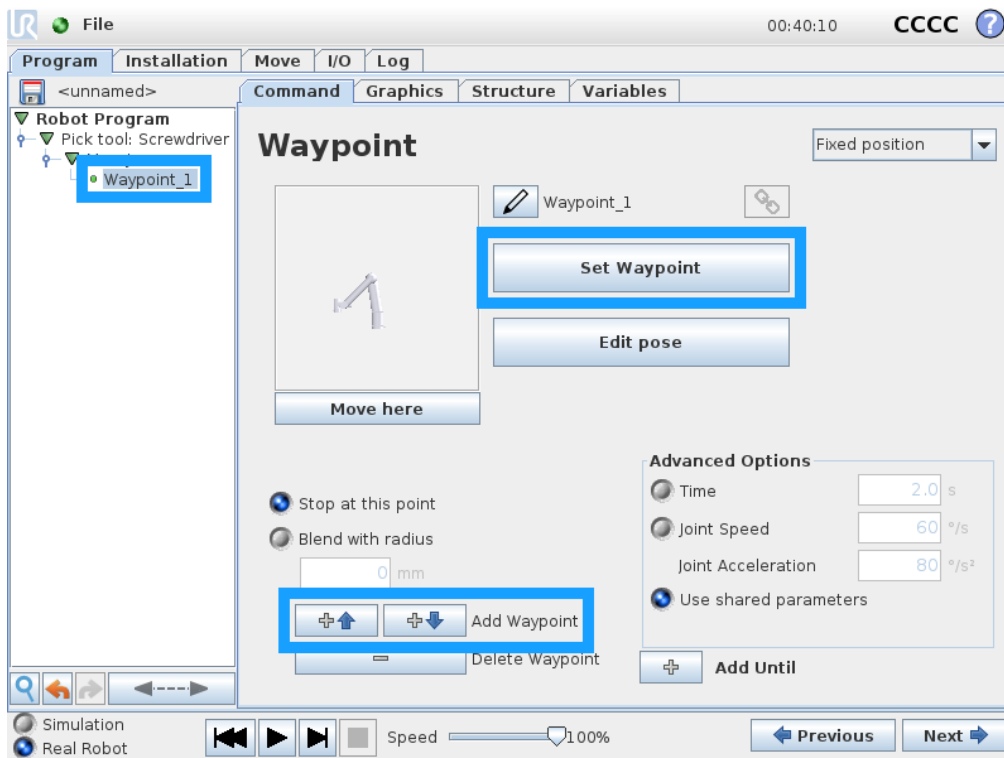 UR File 00:40:10 CCCC ?
Program Installation Move I/O Log
<unnamed> Command Graphics Structure Variables
Robot Program
Pick tool: Screwdriver
Waypoint_1
Waypoint Fixed position
Waypoint_1
Set Waypoint
Edit pose
Move here
Stop at this point
Blend with radius
0 mm
Add Waypoint
Delete Waypoint
Advanced Options
Time 2.0 s
Joint Speed 60 °/s
Joint Acceleration 80 °/s²
Use shared parameters
Add Until
Simulation
Real Robot
Speed 100%
Previous Next